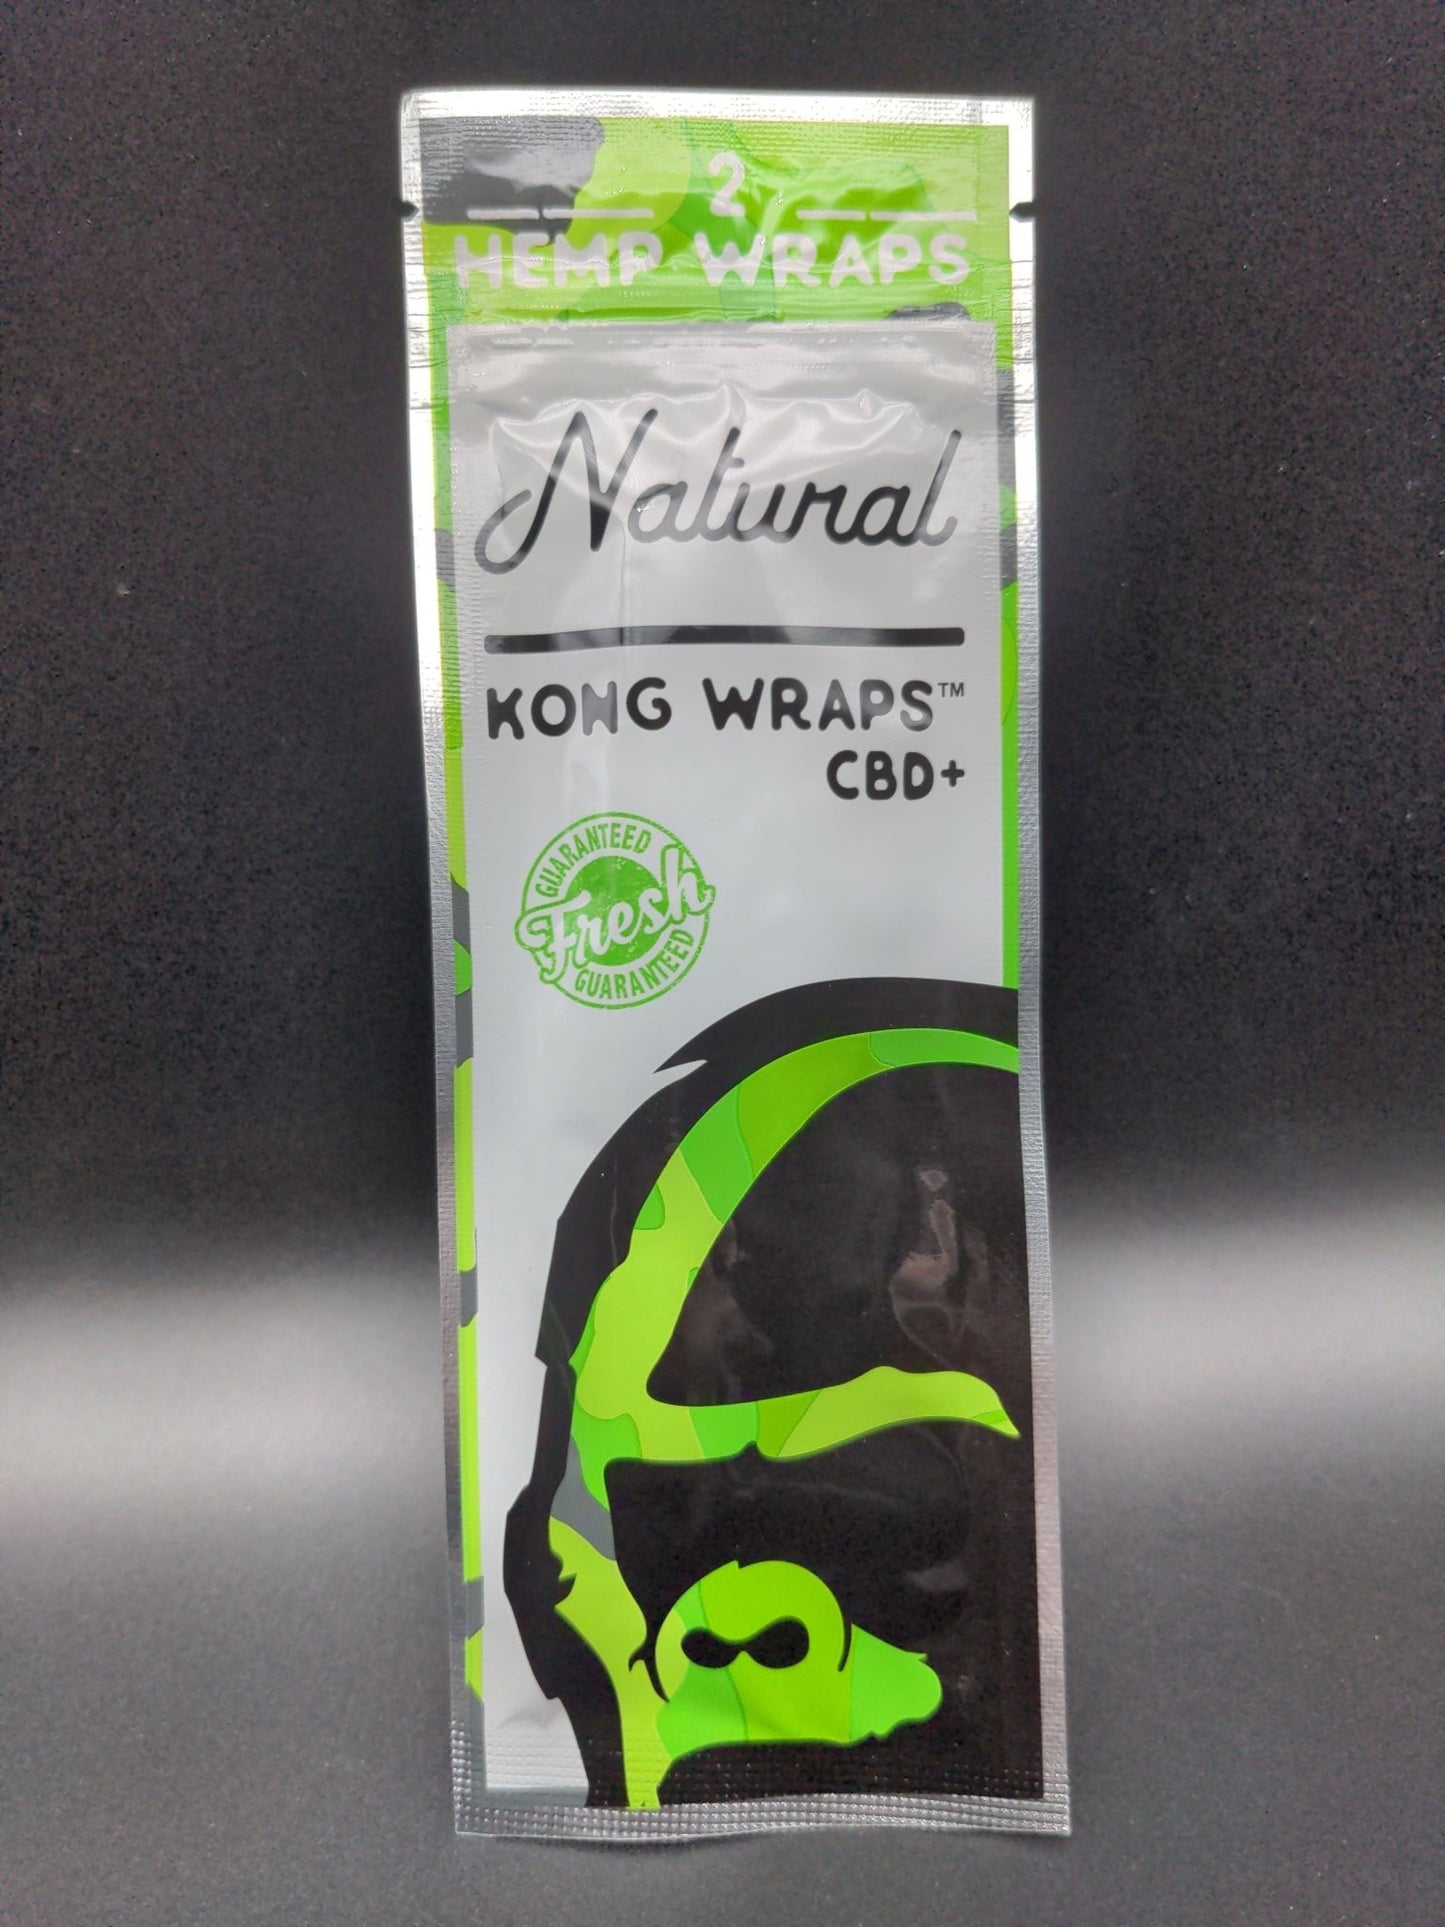 2
HEMP WRAPS
Natural
KONG WRAPS™
CBD+
GUARANTEED
Fresh
GUARANTEED